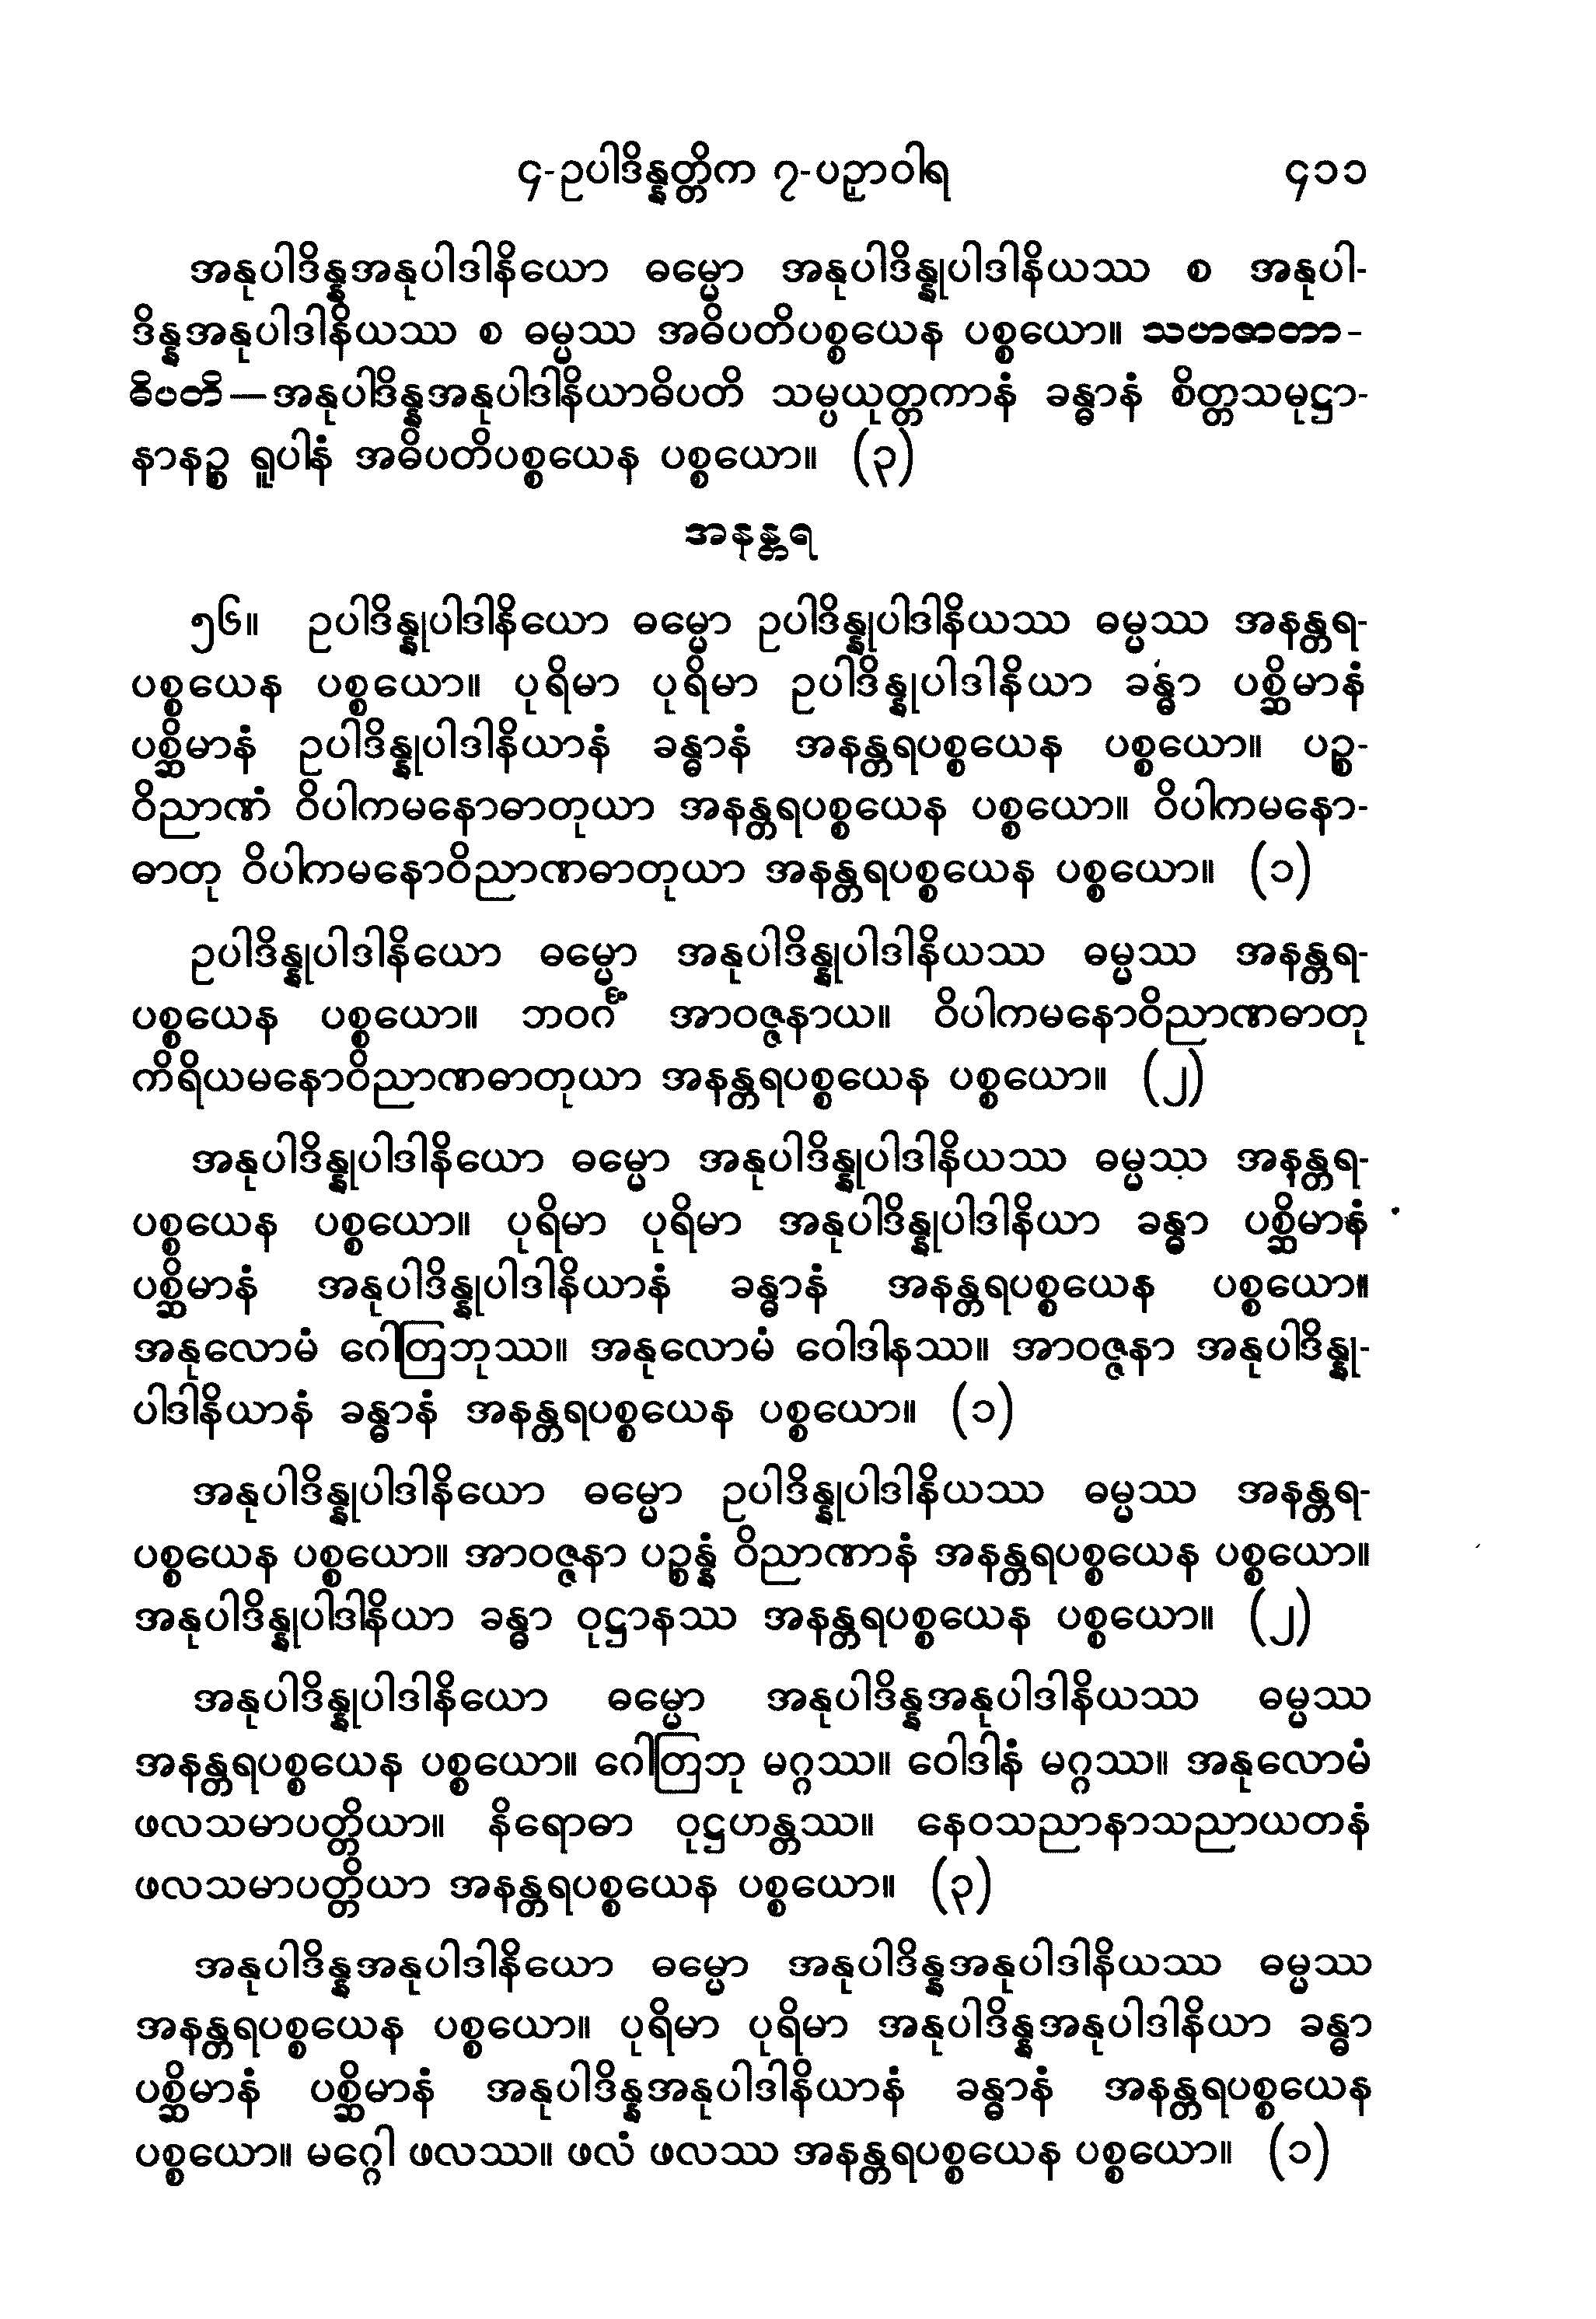 ၄-ဥပါဒိန္နတ္တိက ၇-ပဉှာဝါရ ၄၁၁
အနုပါဒိန္နအနုပါဒါနိယော ဓမ္မော အနုပါဒိန္နုပါဒါနိယဿ စ အနုပါ-
ဒိန္နအနုပါဒါနိယဿ စ ဓမ္မဿ အဓိပတိပစ္စယေန ပစ္စယော။ သဟဇာတာ-
ဓိပတိ—အနုပါဒိန္နအနုပါဒါနိယာဓိပတိ သမ္ပယုတ္တကာနံ ခန္ဓာနံ စိတ္တသမုဋ္ဌာ-
နာနဉ္စ ရူပါနံ အဓိပတိပစ္စယေန ပစ္စယော။ (၃)
အနန္တရ
၅၆။ ဥပါဒိန္နုပါဒါနိယော ဓမ္မော ဥပါဒိန္နုပါဒါနိယဿ ဓမ္မဿ အနန္တရ-
ပစ္စယေန ပစ္စယော။ ပုရိမာ ပုရိမာ ဥပါဒိန္နုပါဒါနိယာ ခန္ဓာ ပစ္ဆိမာနံ
ပစ္ဆိမာနံ ဥပါဒိန္နုပါဒါနိယာနံ ခန္ဓာနံ အနန္တရပစ္စယေန ပစ္စယော။ ပဉ္စ-
ဝိညာဏံ ဝိပါကမနောဓာတုယာ အနန္တရပစ္စယေန ပစ္စယော။ ဝိပါကမနော-
ဓာတု ဝိပါကမနောဝိညာဏဓာတုယာ အနန္တရပစ္စယေန ပစ္စယော။ (၁)
ဥပါဒိန္နုပါဒါနိယော ဓမ္မော အနုပါဒိန္နုပါဒါနိယဿ ဓမ္မဿ အနန္တရ-
ပစ္စယေန ပစ္စယော။ ဘဝင်္ဂံ အာဝဇ္ဇနာယ။ ဝိပါကမနောဝိညာဏဓာတု
ကိရိယမနောဝိညာဏဓာတုယာ အနန္တရပစ္စယေန ပစ္စယော။ (၂)
အနုပါဒိန္နုပါဒါနိယော ဓမ္မော အနုပါဒိန္နုပါဒါနိယဿ ဓမ္မဿ အနန္တရ-
ပစ္စယေန ပစ္စယော။ ပုရိမာ ပုရိမာ အနုပါဒိန္နုပါဒါနိယာ ခန္ဓာ ပစ္ဆိမာနံ
ပစ္ဆိမာနံ အနုပါဒိန္နုပါဒါနိယာနံ ခန္ဓာနံ အနန္တရပစ္စယေန ပစ္စယော။
အနုလောမံ ဂေါတြဘုဿ။ အနုလောမံ ဝေါဒါနဿ။ အာဝဇ္ဇနာ အနုပါဒိန္နု-
ပါဒါနိယာနံ ခန္ဓာနံ အနန္တရပစ္စယေန ပစ္စယော။ (၁)
အနုပါဒိန္နုပါဒါနိယော ဓမ္မော ဥပါဒိန္နုပါဒါနိယဿ ဓမ္မဿ အနန္တရ-
ပစ္စယေန ပစ္စယော။ အာဝဇ္ဇနာ ပဉ္စန္နံ ဝိညာဏာနံ အနန္တရပစ္စယေန ပစ္စယော။
အနုပါဒိန္နုပါဒါနိယာ ခန္ဓာ ဝုဋ္ဌာနဿ အနန္တရပစ္စယေန ပစ္စယော။ (၂)
အနုပါဒိန္နုပါဒါနိယော ဓမ္မော အနုပါဒိန္နအနုပါဒါနိယဿ ဓမ္မဿ
အနန္တရပစ္စယေန ပစ္စယော။ ဂေါတြဘု မဂ္ဂဿ။ ဝေါဒါနံ မဂ္ဂဿ။ အနုလောမံ
ဖလသမာပတ္တိယာ။ နိရောဓာ ဝုဋ္ဌဟန္တဿ။ နေဝသညာနာသညာယတနံ
ဖလသမာပတ္တိယာ အနန္တရပစ္စယေန ပစ္စယော။ (၃)
အနုပါဒိန္နအနုပါဒါနိယော ဓမ္မော အနုပါဒိန္နအနုပါဒါနိယဿ ဓမ္မဿ
အနန္တရပစ္စယေန ပစ္စယော။ ပုရိမာ ပုရိမာ အနုပါဒိန္နအနုပါဒါနိယာ ခန္ဓာ
ပစ္ဆိမာနံ ပစ္ဆိမာနံ အနုပါဒိန္နအနုပါဒါနိယာနံ ခန္ဓာနံ အနန္တရပစ္စယေန
ပစ္စယော။ မဂ္ဂေါ ဖလဿ။ ဖလံ ဖလဿ အနန္တရပစ္စယေန ပစ္စယော။ (၁)